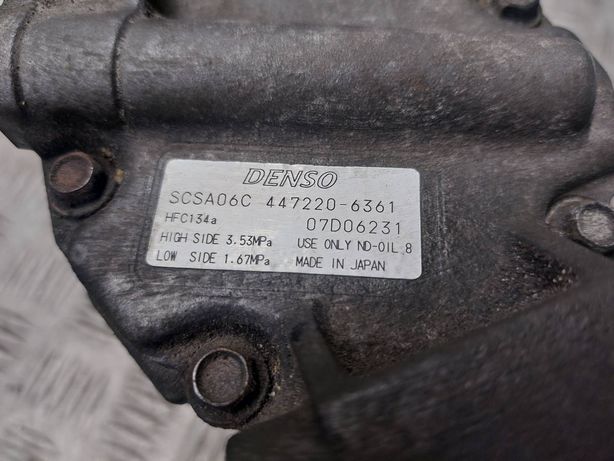 DENSO
SCSA06C 447220-6361
HFC134a 07D06231
HIGH SIDE 3.53MPa USE ONLY ND-OIL 8
LOW SIDE 1.67MPa MADE IN JAPAN